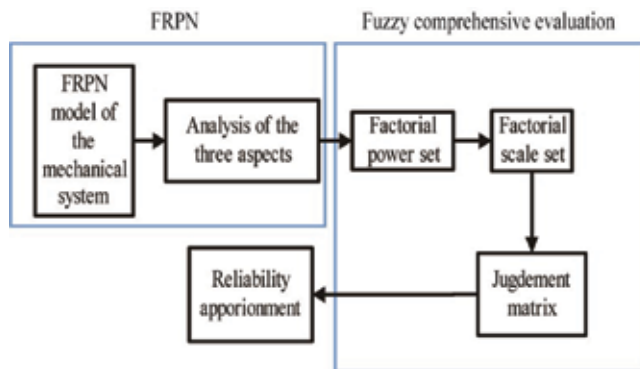 FRPN
Fuzzy comprehensive evaluation
FRPN
model of
the
mechanical
system
Analysis of the
three aspects
Factorial
power set
Factorial
scale set
Reliability
apporionment
Jugdement
matrix